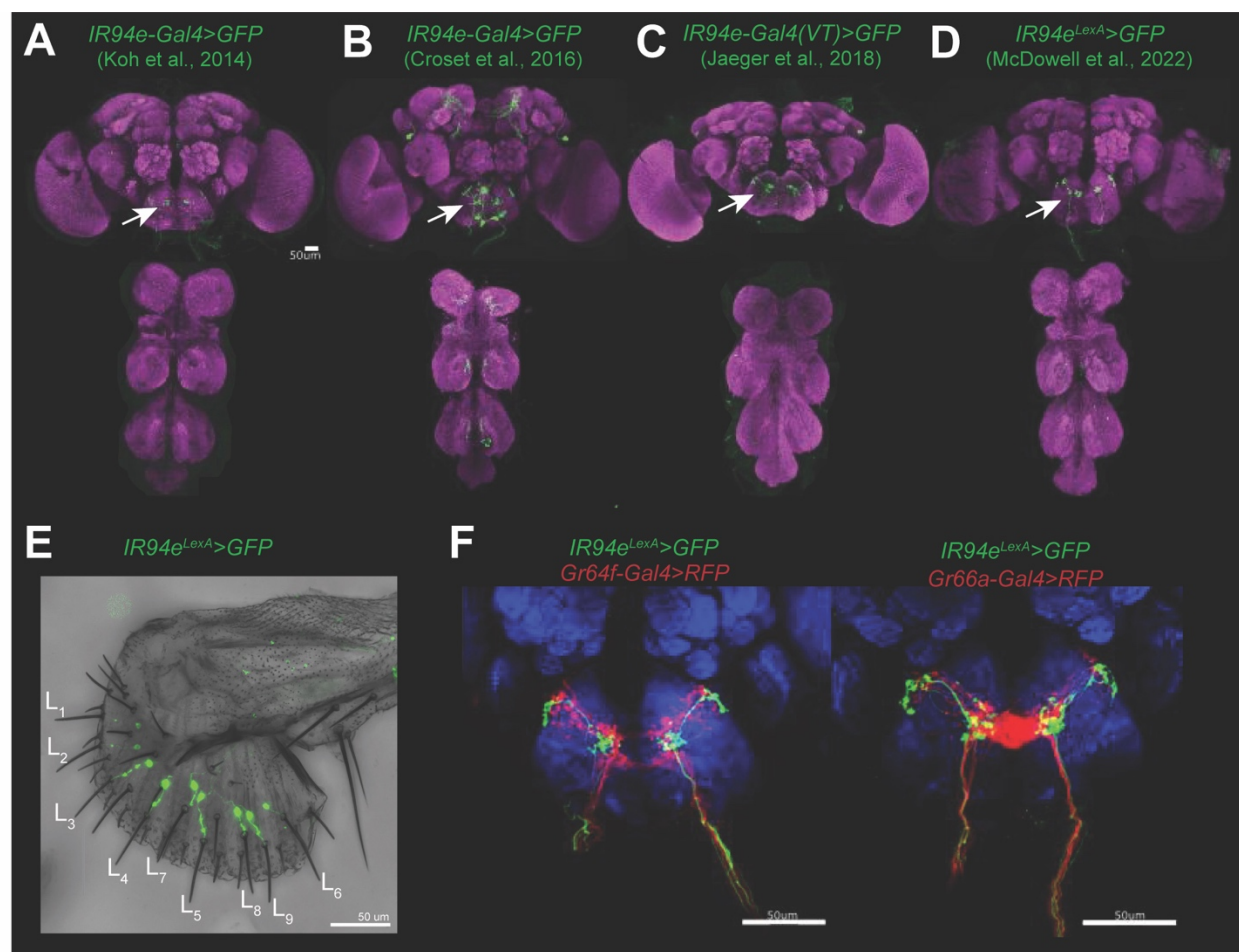 A
IR94e-Gal4>GFP
(Koh et al., 2014)
B
IR94e-Gal4>GFP
(Croset et al., 2016)
C
IR94e-Gal4(VT)>GFP
(Jaeger et al., 2018)
D
IR94eLexA>GFP
(McDowell et al., 2022)
50um
E
IR94eLexA>GFP
L1
L2
L3
L4
L7
L5
L8
L9
L6
50 um
F
IR94eLexA>GFP
Gr64f-Gal4>RFP
50um
IR94eLexA>GFP
Gr66a-Gal4>RFP
50um